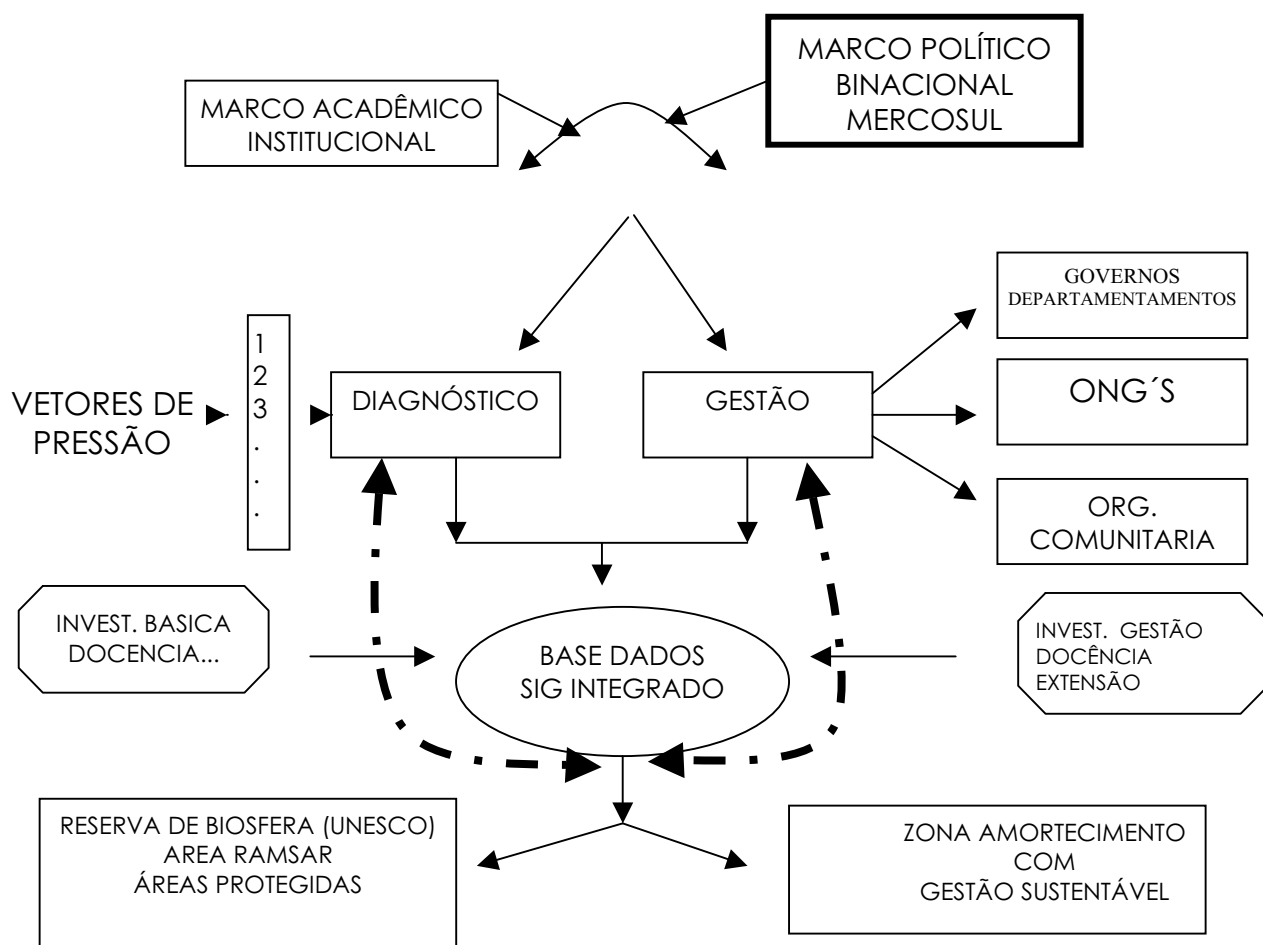 MARCO POLÍTICO
BINACIONAL
MERCOSUL
MARCO ACADÊMICO
INSTITUCIONAL
GOVERNOS
DEPARTAMENTAMENTOS
1
2
3
.
.
.
VETORES DE
PRESSÃO
DIAGNÓSTICO
GESTÃO
ONG´S
ORG.
COMUNITARIA
INVEST. BASICA
DOCENCIA...
BASE DADOS
SIG INTEGRADO
INVEST. GESTÃO
DOCÊNCIA
EXTENSÃO
RESERVA DE BIOSFERA (UNESCO)
AREA RAMSAR
ÁREAS PROTEGIDAS
ZONA AMORTECIMENTO
COM
GESTÃO SUSTENTÁVEL